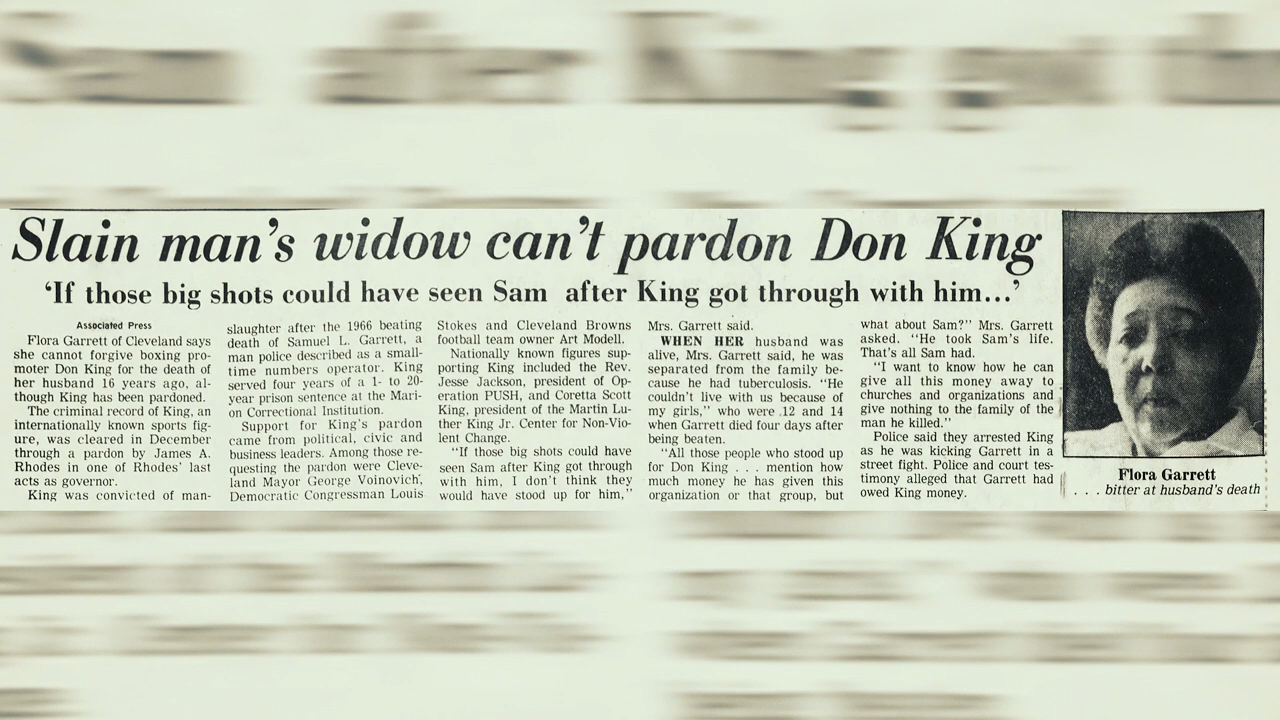 Slain man's widow can't pardon Don King
'If those big shots could have seen Sam after King got through with him...'
Associated Press
Flora Garrett of Cleveland says
she cannot forgive boxing pro-
moter Don King for the death of
her husband 16 years ago, al-
though King has been pardoned.
The criminal record of King, an
internationally known sports fig-
ure, was cleared in December
through a pardon by James A.
Rhodes in one of Rhodes' last
acts as governor.
King was convicted of man-
slaughter after the 1966 beating
death of Samuel L. Garrett, a
man police described as a small-
time numbers operator. King
served four years of a 1- to 20-
year prison sentence at the Mari-
on Correctional Institution.
Support for King's pardon
came from political, civic and
business leaders. Among those re-
questing the pardon were Cleve-
land Mayor George Voinovich,
Democratic Congressman Louis
Stokes and Cleveland Browns
football team owner Art Modell.
Nationally known figures sup-
porting King included the Rev.
Jesse Jackson, president of Op-
eration PUSH, and Coretta Scott
King, president of the Martin Lu-
ther King Jr. Center for Non-Vio-
lent Change.
"If those big shots could have
seen Sam after King got through
with him, I don't think they
would have stood up for him,"
Mrs. Garrett said.
WHEN HER husband was
alive, Mrs. Garrett said, he was
separated from the family be-
cause he had tuberculosis. "He
couldn't live with us because of
my girls," who were 12 and 14
when Garrett died four days after
being beaten.
"All those people who stood up
for Don King . . . mention how
much money he has given this
organization or that group, but
what about Sam?" Mrs. Garrett
asked. "He took Sam's life.
That's all Sam had.
"I want to know how he can
give all this money away to
churches and organizations and
give nothing to the family of the
man he killed."
Police said they arrested King
as he was kicking Garrett in a
street fight. Police and court tes-
timony alleged that Garrett had
owed King money.
Flora Garrett
. . . bitter at husband's death